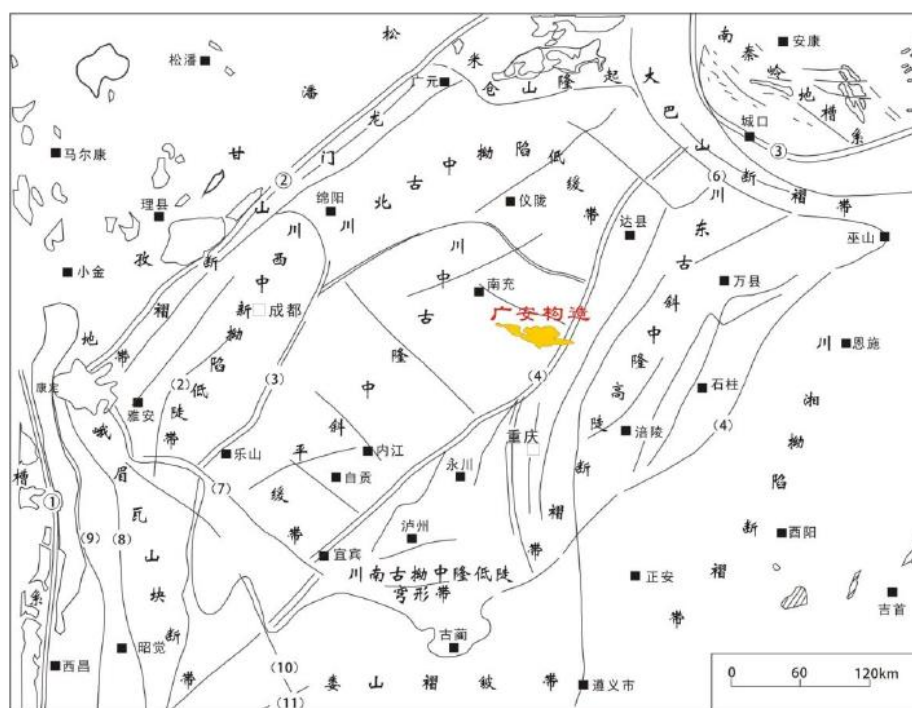 松潘甘孜地槽系
米仓山隆起
大巴山断褶带
南秦岭地槽系
龙门山断褶带
川北古中坳陷低缓带
川西中新坳陷低陡带
川中古隆中斜平缓带
川东古斜中隆高陡断褶带
川湘坳陷断褶带
峨眉瓦山块断带
川南古坳中隆低陡
弯形带
娄山褶皱带
松潘
广元
安康
城口
③
马尔康
②
⑥
理县
绵阳
仪陇
达县
巫山
小金
成都
南充
万县
广安构造
恩施
康定
雅安
(2)
(3)
(4)
石柱
(4)
乐山
内江
重庆
涪陵
自贡
永川
(7)
①
(9)
(8)
泸州
酉阳
宜宾
正安
吉首
昭觉
古蔺
西昌
(10)
(11)
遵义市
0 60 120km